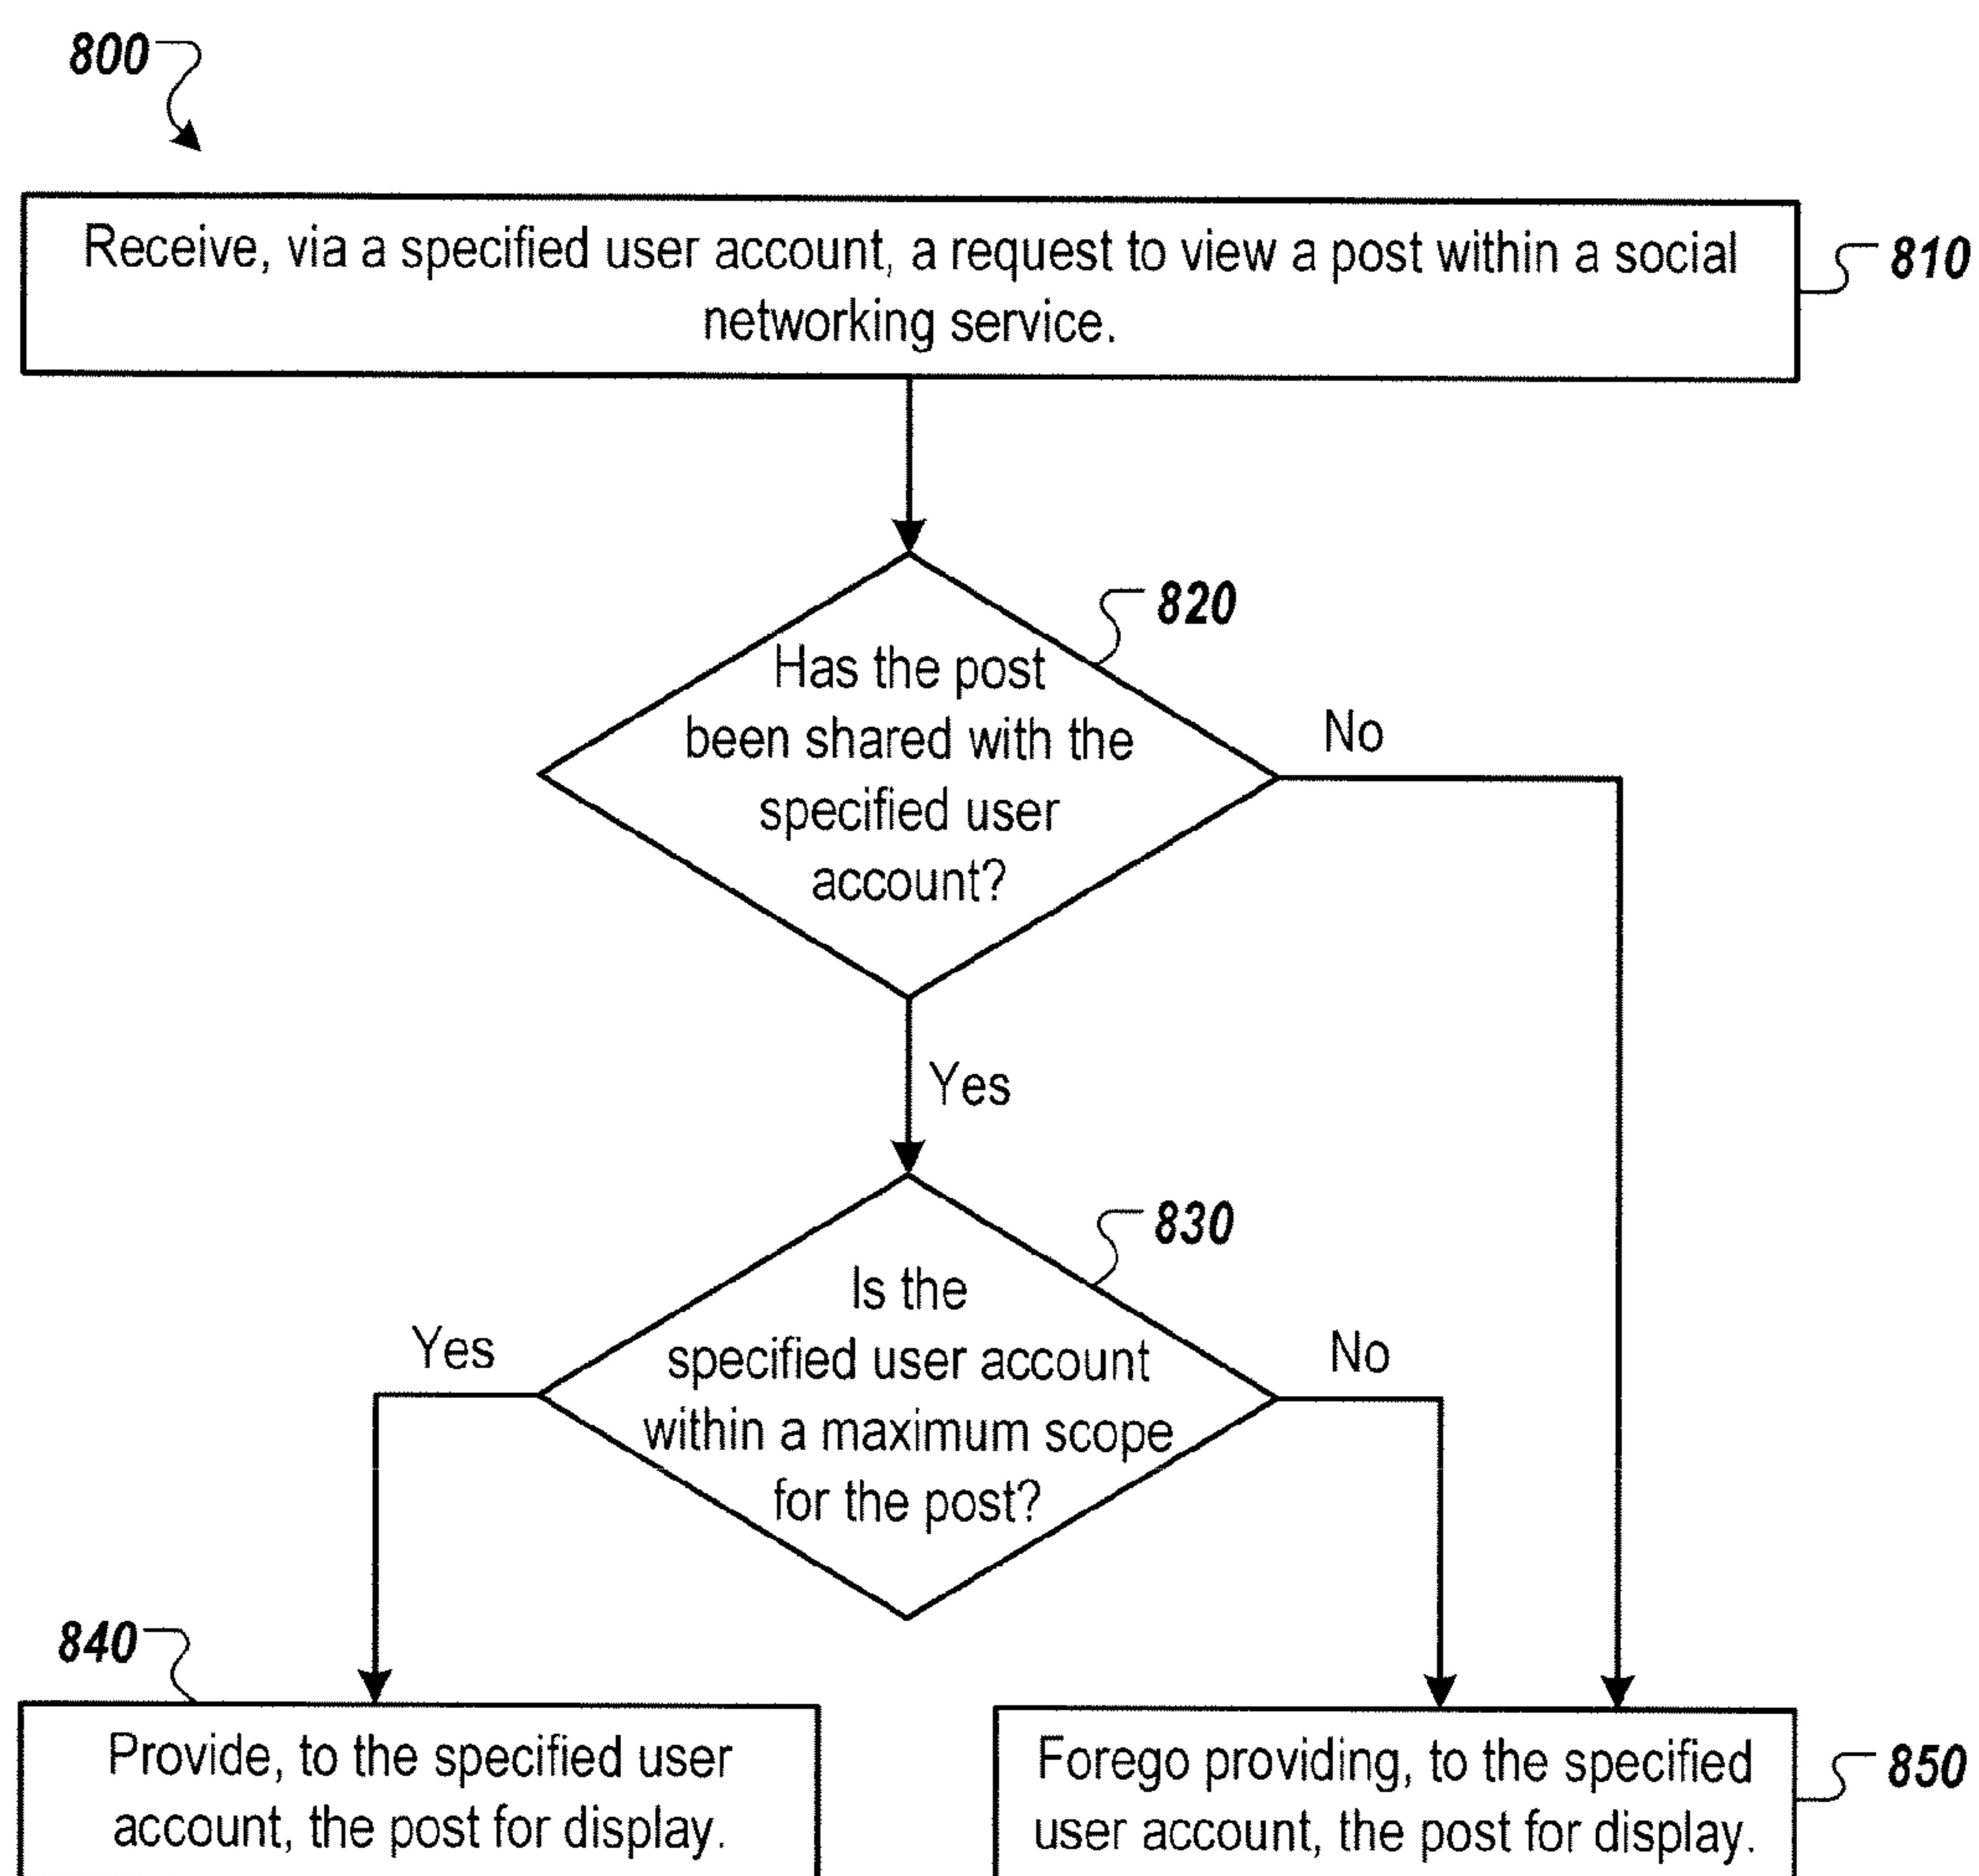 800
Receive, via a specified user account, a request to view a post within a social
networking service.
810
820
Has the post
been shared with the
specified user
account?
No
Yes
830
Is the
specified user account
within a maximum scope
for the post?
Yes
No
840
Provide, to the specified user
account, the post for display.
Forego providing, to the specified
user account, the post for display.
850